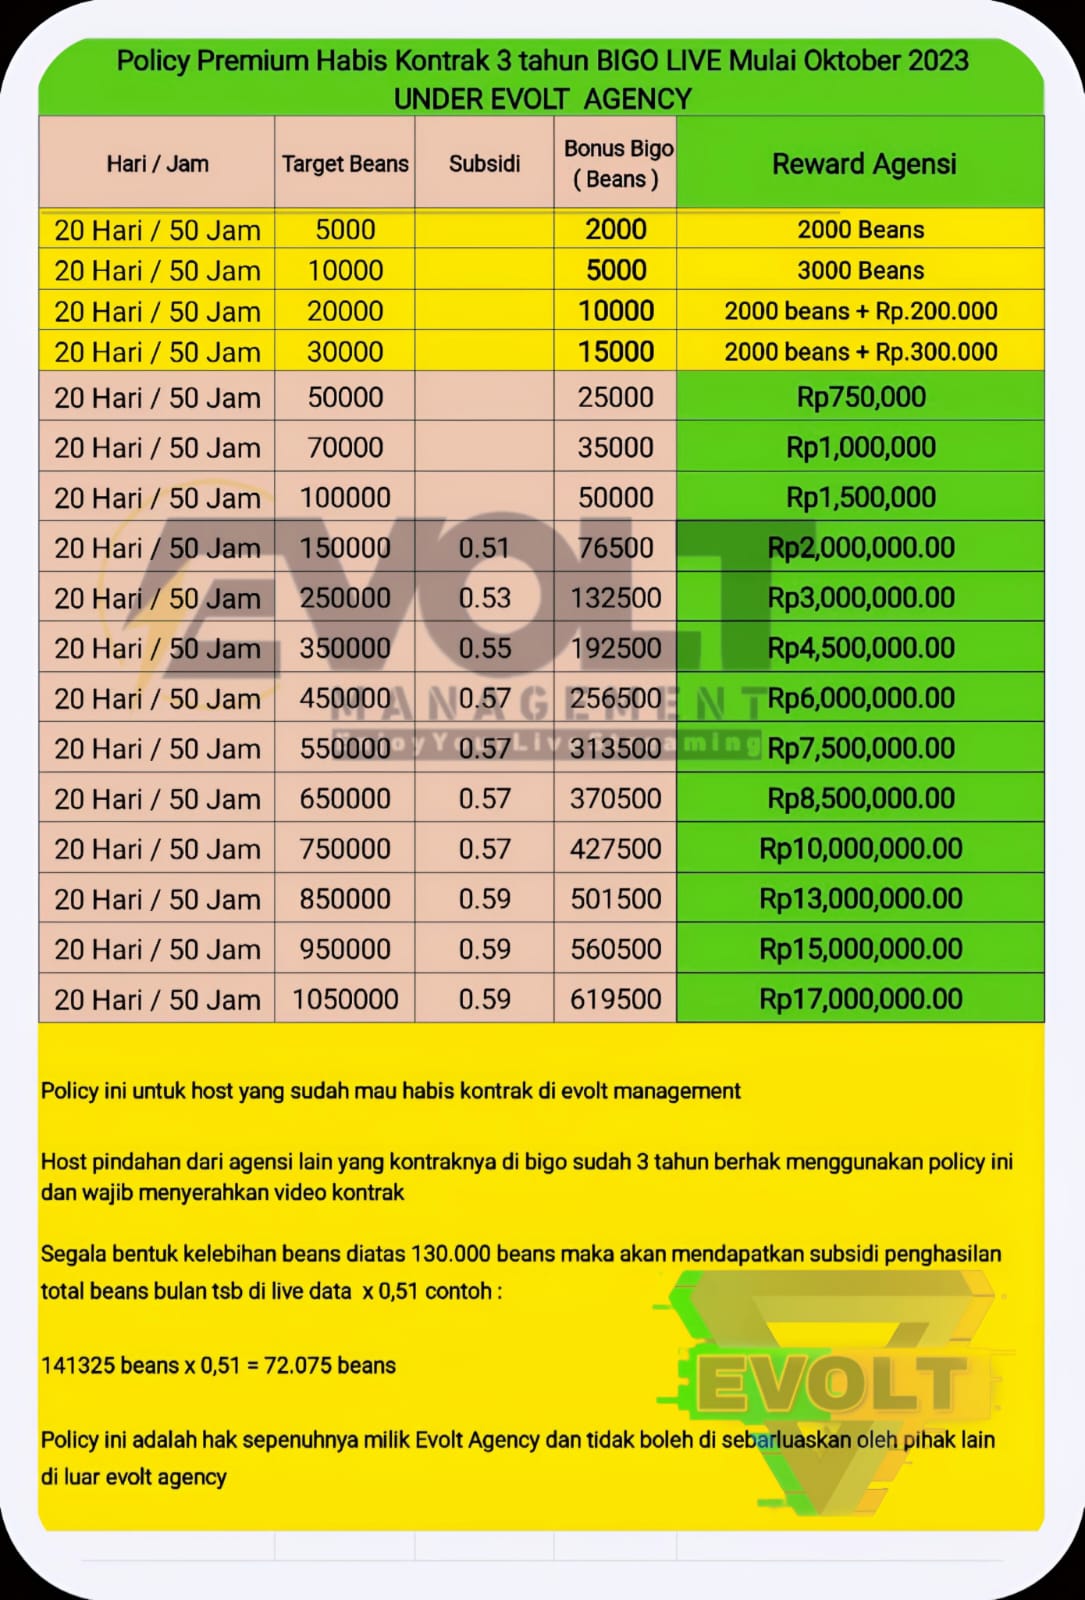 Policy Premium Habis Kontrak 3 tahun BIGO LIVE Mulai Oktober 2023
UNDER EVOLT AGENCY
Hari / Jam Target Beans Subsidi Bonus Bigo ( Beans ) Reward Agensi
20 Hari / 50 Jam 5000 2000 2000 Beans
20 Hari / 50 Jam 10000 5000 3000 Beans
20 Hari / 50 Jam 20000 10000 2000 beans + Rp.200.000
20 Hari / 50 Jam 30000 15000 2000 beans + Rp.300.000
20 Hari / 50 Jam 50000 25000 Rp750,000
20 Hari / 50 Jam 70000 35000 Rp1,000,000
20 Hari / 50 Jam 100000 50000 Rp1,500,000
20 Hari / 50 Jam 150000 0.51 76500 Rp2,000,000.00
20 Hari / 50 Jam 250000 0.53 132500 Rp3,000,000.00
20 Hari / 50 Jam 350000 0.55 192500 Rp4,500,000.00
20 Hari / 50 Jam 450000 0.57 256500 Rp6,000,000.00
20 Hari / 50 Jam 550000 0.57 313500 Rp7,500,000.00
20 Hari / 50 Jam 650000 0.57 370500 Rp8,500,000.00
20 Hari / 50 Jam 750000 0.57 427500 Rp10,000,000.00
20 Hari / 50 Jam 850000 0.59 501500 Rp13,000,000.00
20 Hari / 50 Jam 950000 0.59 560500 Rp15,000,000.00
20 Hari / 50 Jam 1050000 0.59 619500 Rp17,000,000.00
EVOLT
MANAGEMENT
EnjoyYourLiveStreaming
Policy ini untuk host yang sudah mau habis kontrak di evolt management
Host pindahan dari agensi lain yang kontraknya di bigo sudah 3 tahun berhak menggunakan policy ini
dan wajib menyerahkan video kontrak
Segala bentuk kelebihan beans diatas 130.000 beans maka akan mendapatkan subsidi penghasilan
total beans bulan tsb di live data x 0,51 contoh :
141325 beans x 0,51 = 72.075 beans
EVOLT
Policy ini adalah hak sepenuhnya milik Evolt Agency dan tidak boleh di sebarluaskan oleh pihak lain
di luar evolt agency